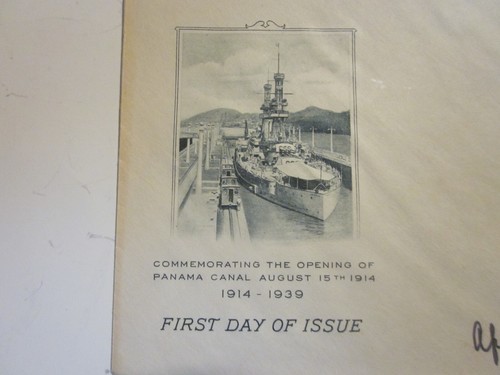 COMMEMORATING THE OPENING OF
PANAMA CANAL AUGUST 15TH 1914
1914 - 1939
FIRST DAY OF ISSUE